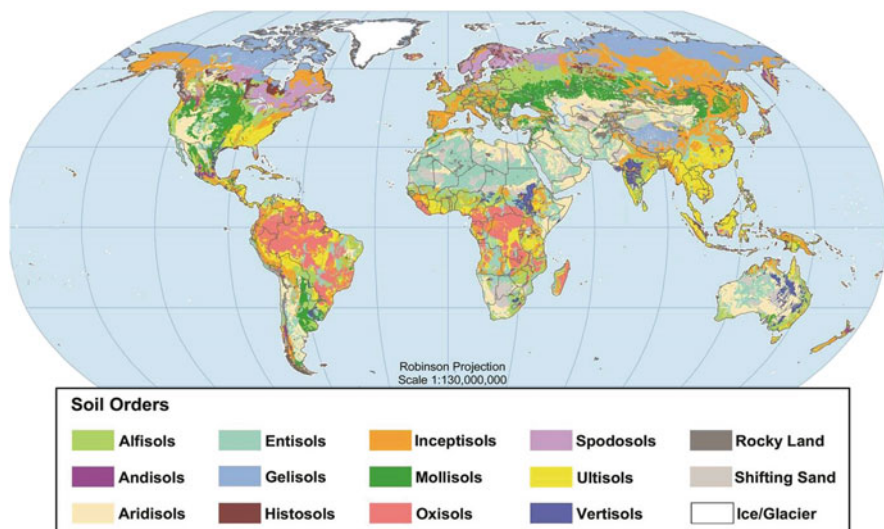 Robinson Projection
Scale 1:130,000,000
Soil Orders
Alfisols Entisols Inceptisols Spodosols Rocky Land
Andisols Gelisols Mollisols Ultisols Shifting Sand
Aridisols Histosols Oxisols Vertisols Ice/Glacier